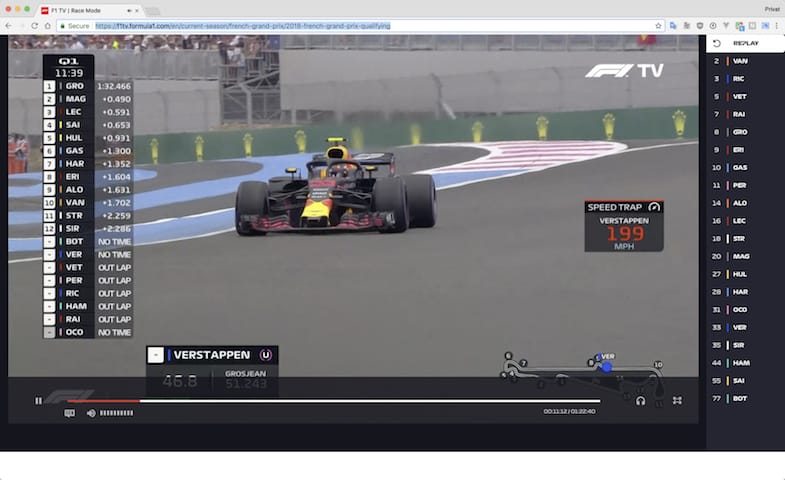 F1 TV | Race Mode
Privat
Secure
https://f1tv.formula1.com/en/current-season/french-grand-prix/2018-french-grand-prix-qualifying
Q1
11:39
1 GRO 1:32.466
2 MAG +0.490
3 LEC +0.591
4 SAI +0.653
5 HUL +0.931
6 GAS +1.300
7 HAR +1.352
8 ERI +1.604
9 ALO +1.631
10 VAN +1.702
11 STR +2.259
12 SIR +2.286
- BOT NO TIME
- VER NO TIME
- VET OUT LAP
- PER OUT LAP
- RIC OUT LAP
- HAM OUT LAP
- RAI OUT LAP
- OCO NO TIME
F1 TV
SPEED TRAP
VERSTAPPEN
199
MPH
- VERSTAPPEN U
46.8
GROSJEAN
51.243
VER
6
7
8
10
00:11:12 / 01:22:40
REPLAY
2 VAN
3 RIC
5 VET
7 RAI
8 GRO
9 ERI
10 GAS
11 PER
14 ALO
16 LEC
18 STR
20 MAG
27 HUL
28 HAR
31 OCO
33 VER
35 SIR
44 HAM
55 SAI
77 BOT